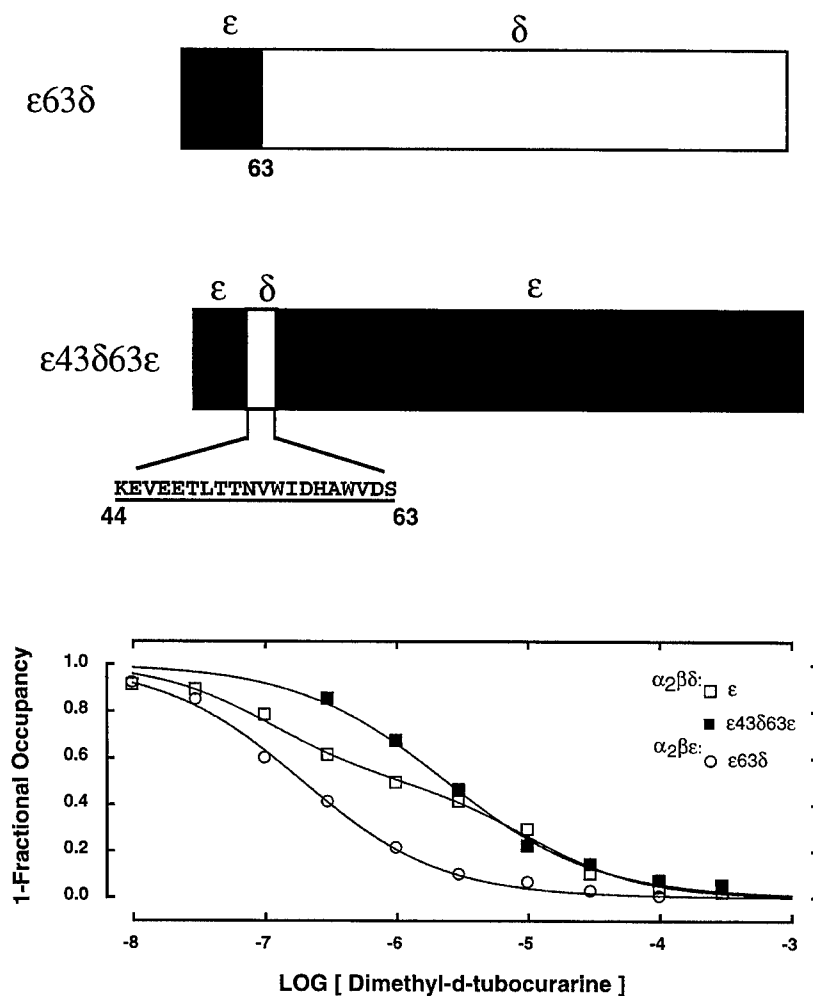 ε δ
ε63δ
63
ε δ ε
ε43δ63ε
KEVEETLTTNVWIDHAWVDS
44 63
1-Fractional Occupancy
1.0
0.8
0.6
0.4
0.2
0.0
α2βδ: ε
ε43δ63ε
α2βε: ε63δ
-8 -7 -6 -5 -4 -3
LOG [ Dimethyl-d-tubocurarine ]